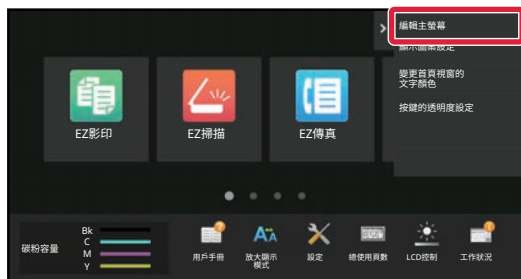 編輯主螢幕
顯示圖案設定
變更首頁視窗的
文字顏色
按鍵的透明度設定
EZ影印
EZ掃描
EZ傳真
碳粉容量
Bk
C
M
Y
用戶手冊
放大顯示
模式
設定
總使用頁數
LCD控制
工作狀況